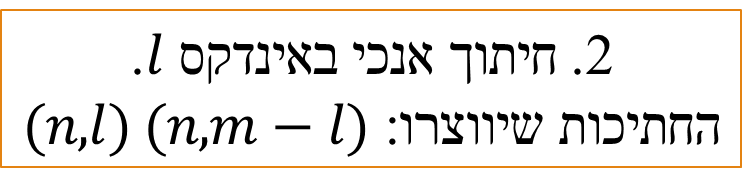 2. חיתוך אנכי באינדקס l.
החתיכות שיווצרו: (n,l) (n,m − l)